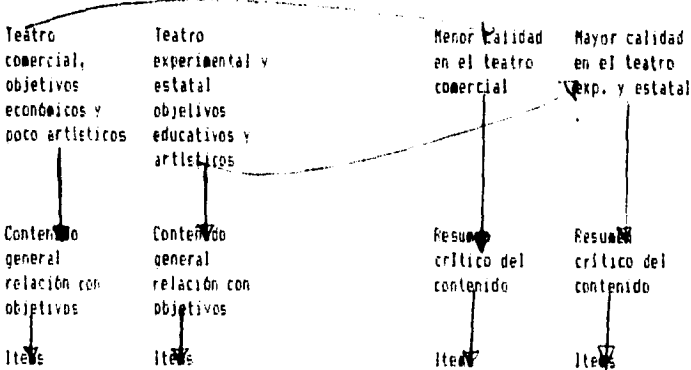 Teatro
comercial,
objetivos
económicos y
poco artísticos
Teatro
experimental y
estatal
objetivos
educativos y
artísticos
Menor Calidad
en el teatro
comercial
Mayor calidad
en el teatro
exp. y estatal
Contenido
general
relación con
objetivos
Contenido
general
relación con
objetivos
Resumen
crítico del
contenido
Resumen
crítico del
contenido
Items
Items
Items
Items